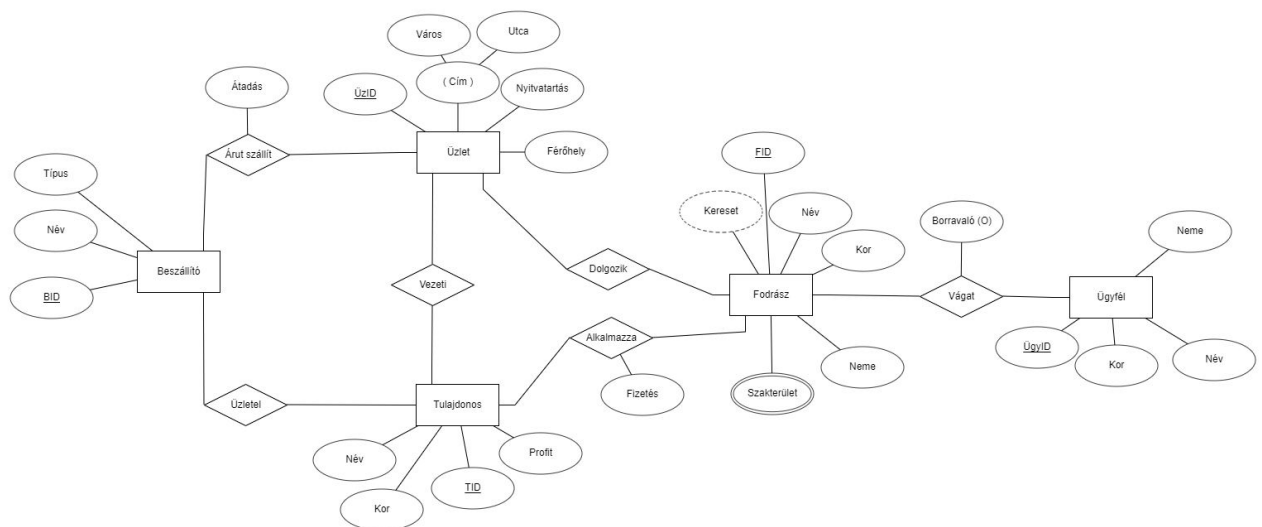 Város
Utca
( Cím )
Átadás
ÜzID
Nyitvatartás
Árut szállít
Üzlet
Férőhely
FID
Típus
Kereset
Név
Név
Borravaló (O)
Neme
Kor
Beszállító
Dolgozik
BID
Vezeti
Fodrász
Vágat
Ügyfél
Alkalmazza
ÜgyID
Kor
Név
Neme
Fizetés
Szakterület
Üzletel
Tulajdonos
Név
Profit
TID
Kor